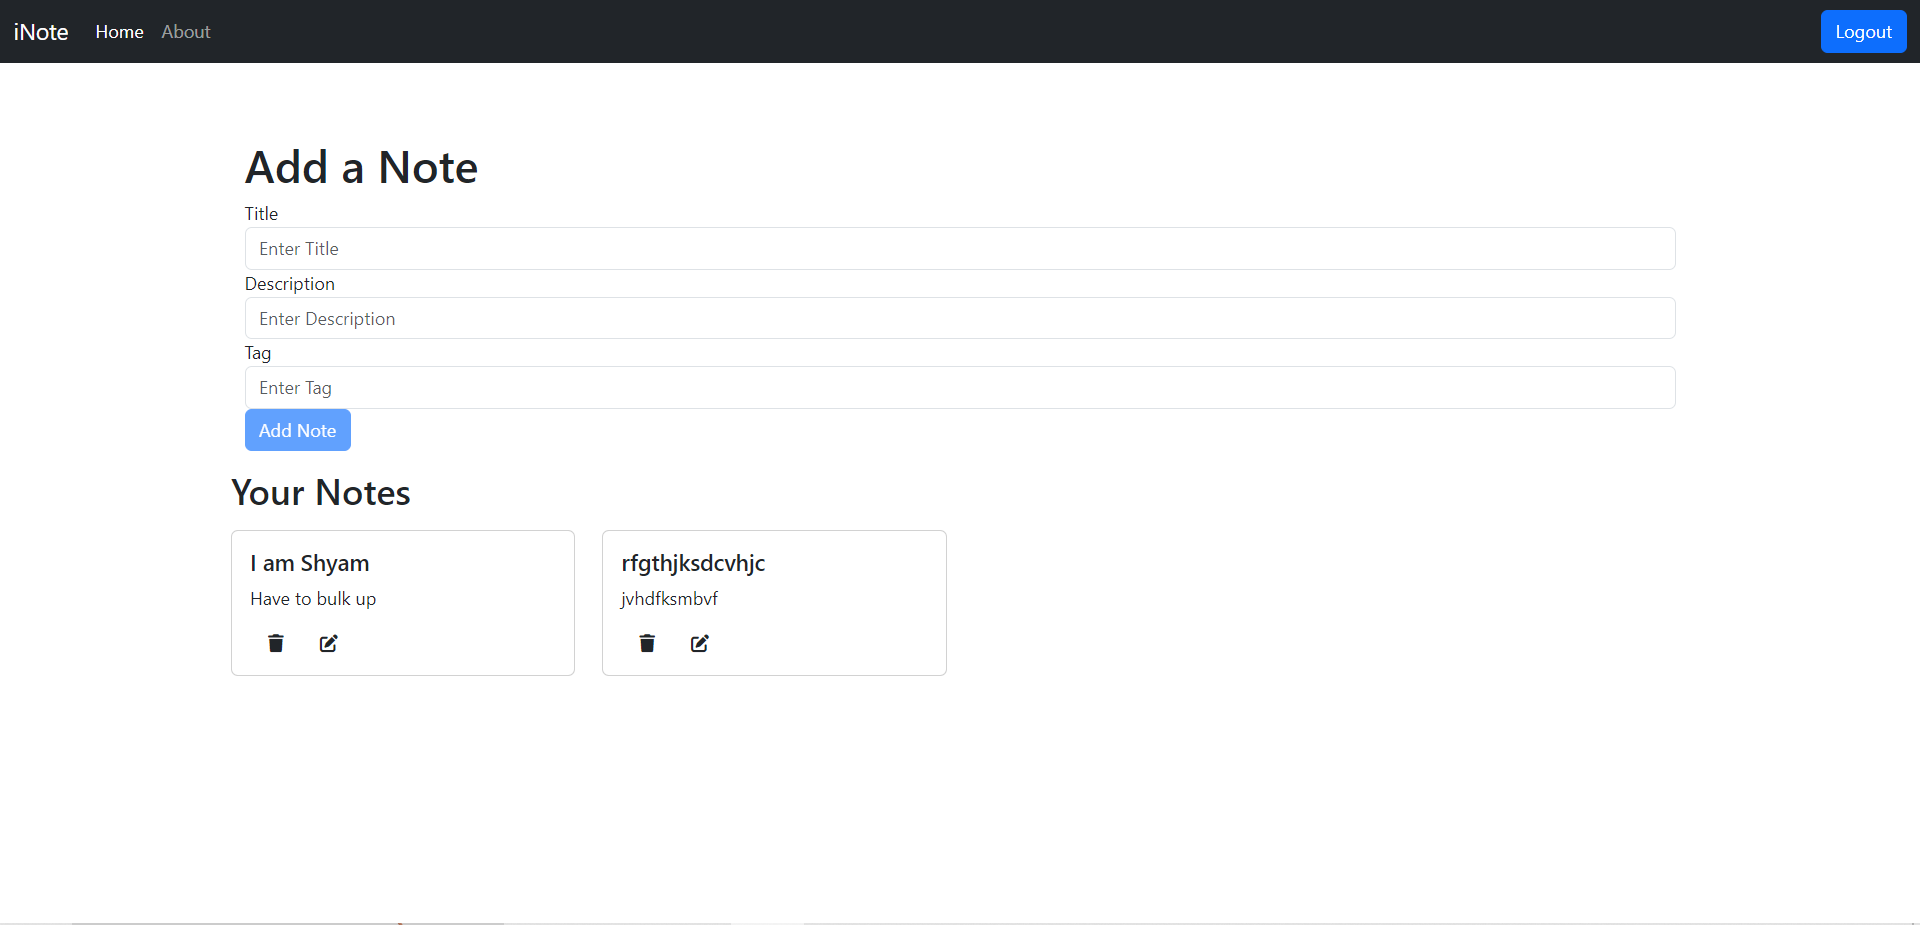 iNote Home About Logout
Add a Note
Title
Enter Title
Description
Enter Description
Tag
Enter Tag
Add Note
Your Notes
I am Shyam
Have to bulk up
rfgthjksdcvhjc
jvhdfksmbvf